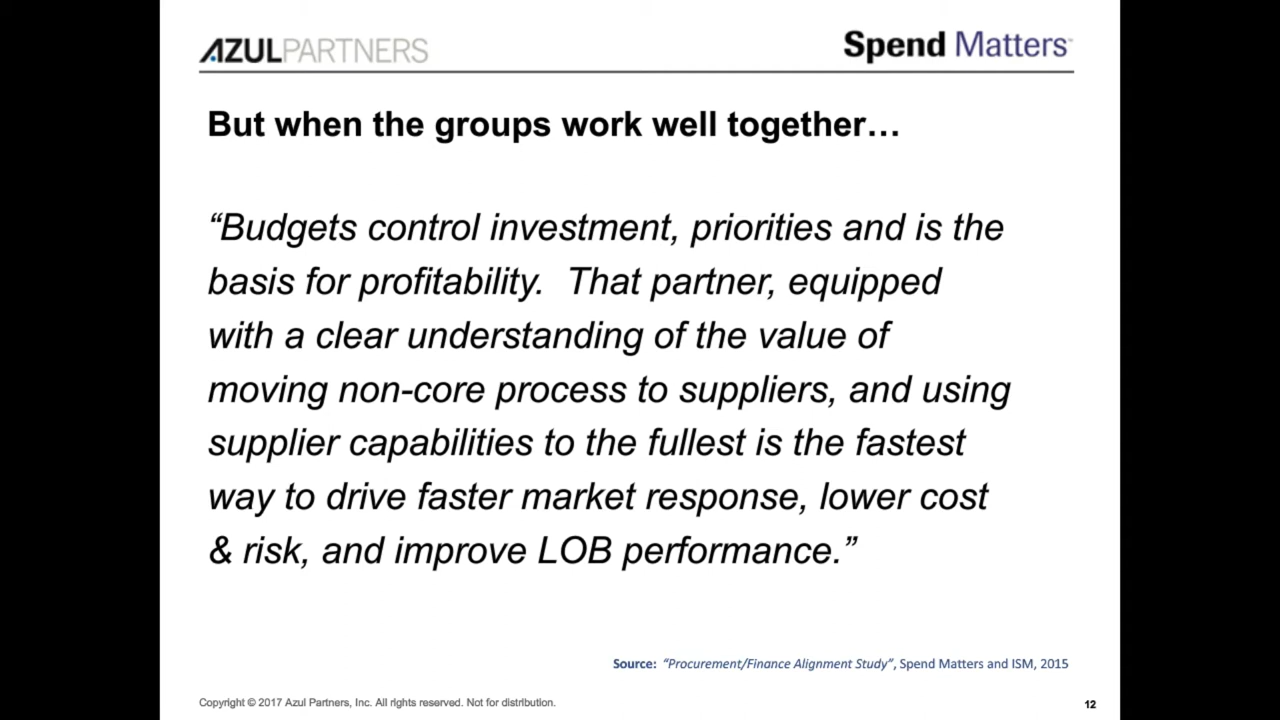 AZULPARTNERS
Spend Matters™
But when the groups work well together…
“Budgets control investment, priorities and is the
basis for profitability.  That partner, equipped
with a clear understanding of the value of
moving non-core process to suppliers, and using
supplier capabilities to the fullest is the fastest
way to drive faster market response, lower cost
& risk, and improve LOB performance.”
Source:  “Procurement/Finance Alignment Study”, Spend Matters and ISM, 2015
Copyright © 2017 Azul Partners, Inc. All rights reserved. Not for distribution.
12